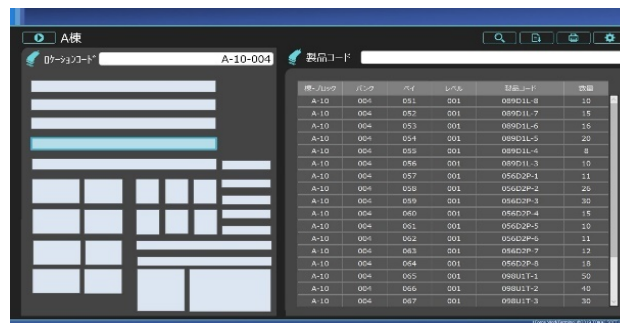 A棟
ﾛｹｰｼｮﾝｺｰﾄﾞ A-10-004
製品コード
棟-ブロック バンク ベイ レベル 製品コード 数量
A-10 004 051 001 089D1L-8 10
A-10 004 052 001 089D1L-7 15
A-10 004 053 001 089D1L-6 16
A-10 004 054 001 089D1L-5 20
A-10 004 055 001 089D1L-4 8
A-10 004 056 001 089D1L-3 10
A-10 004 057 001 056D2P-1 11
A-10 004 058 001 056D2P-2 26
A-10 004 059 001 056D2P-3 30
A-10 004 060 001 056D2P-4 15
A-10 004 061 001 056D2P-5 10
A-10 004 062 001 056D2P-6 11
A-10 004 063 001 056D2P-7 12
A-10 004 064 001 056D2P-8 18
A-10 004 065 001 098U1T-1 50
A-10 004 066 001 098U1T-2 40
A-10 004 067 001 098U1T-3 30